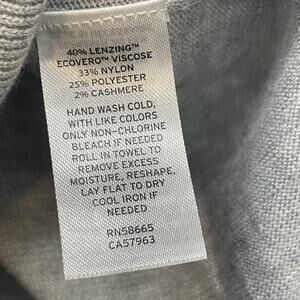 40% LENZING™
ECOVERO™ VISCOSE
33% NYLON
25% POLYESTER
2% CASHMERE
HAND WASH COLD,
WITH LIKE COLORS
ONLY NON-CHLORINE
BLEACH IF NEEDED
ROLL IN TOWEL TO
REMOVE EXCESS
MOISTURE, RESHAPE,
LAY FLAT TO DRY
COOL IRON IF
NEEDED
RN58665
CA57963